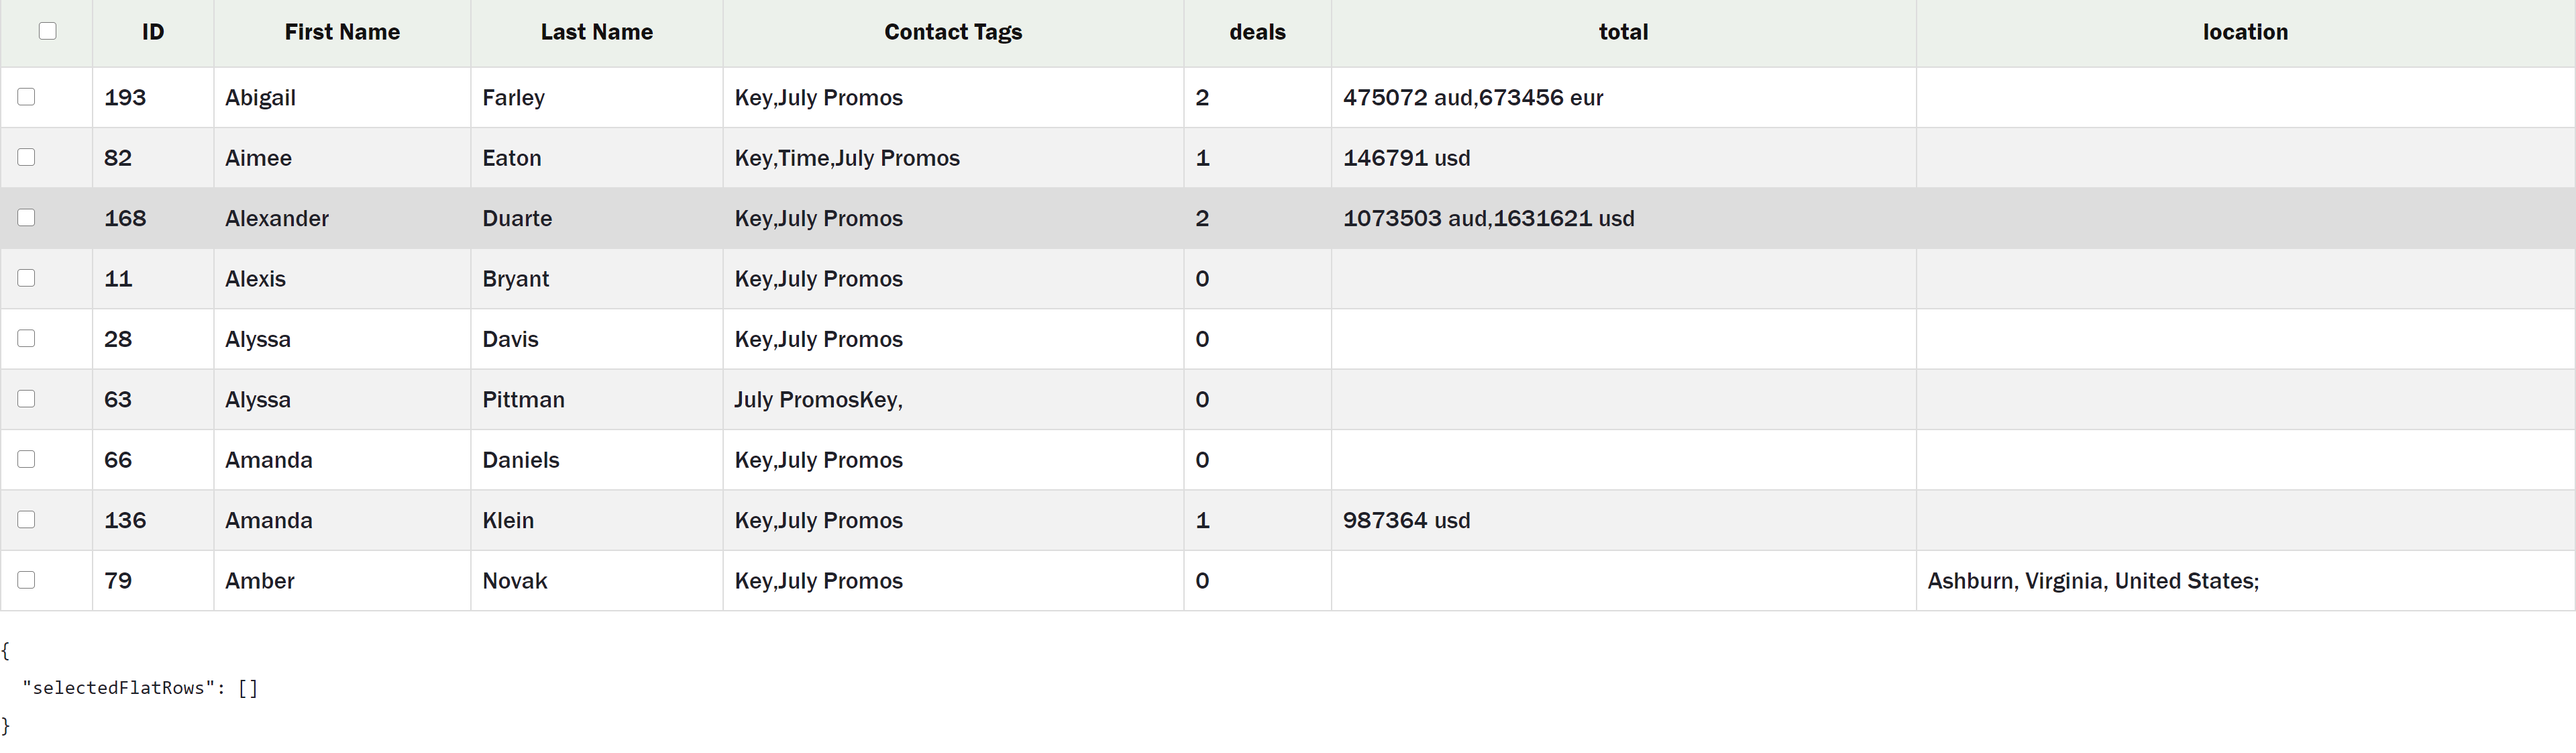 ID First Name Last Name Contact Tags deals total location
193 Abigail Farley Key,July Promos 2 475072 aud,673456 eur
82 Aimee Eaton Key,Time,July Promos 1 146791 usd
168 Alexander Duarte Key,July Promos 2 1073503 aud,1631621 usd
11 Alexis Bryant Key,July Promos 0
28 Alyssa Davis Key,July Promos 0
63 Alyssa Pittman July PromosKey, 0
66 Amanda Daniels Key,July Promos 0
136 Amanda Klein Key,July Promos 1 987364 usd
79 Amber Novak Key,July Promos 0 Ashburn, Virginia, United States;
{
"selectedFlatRows": []
}